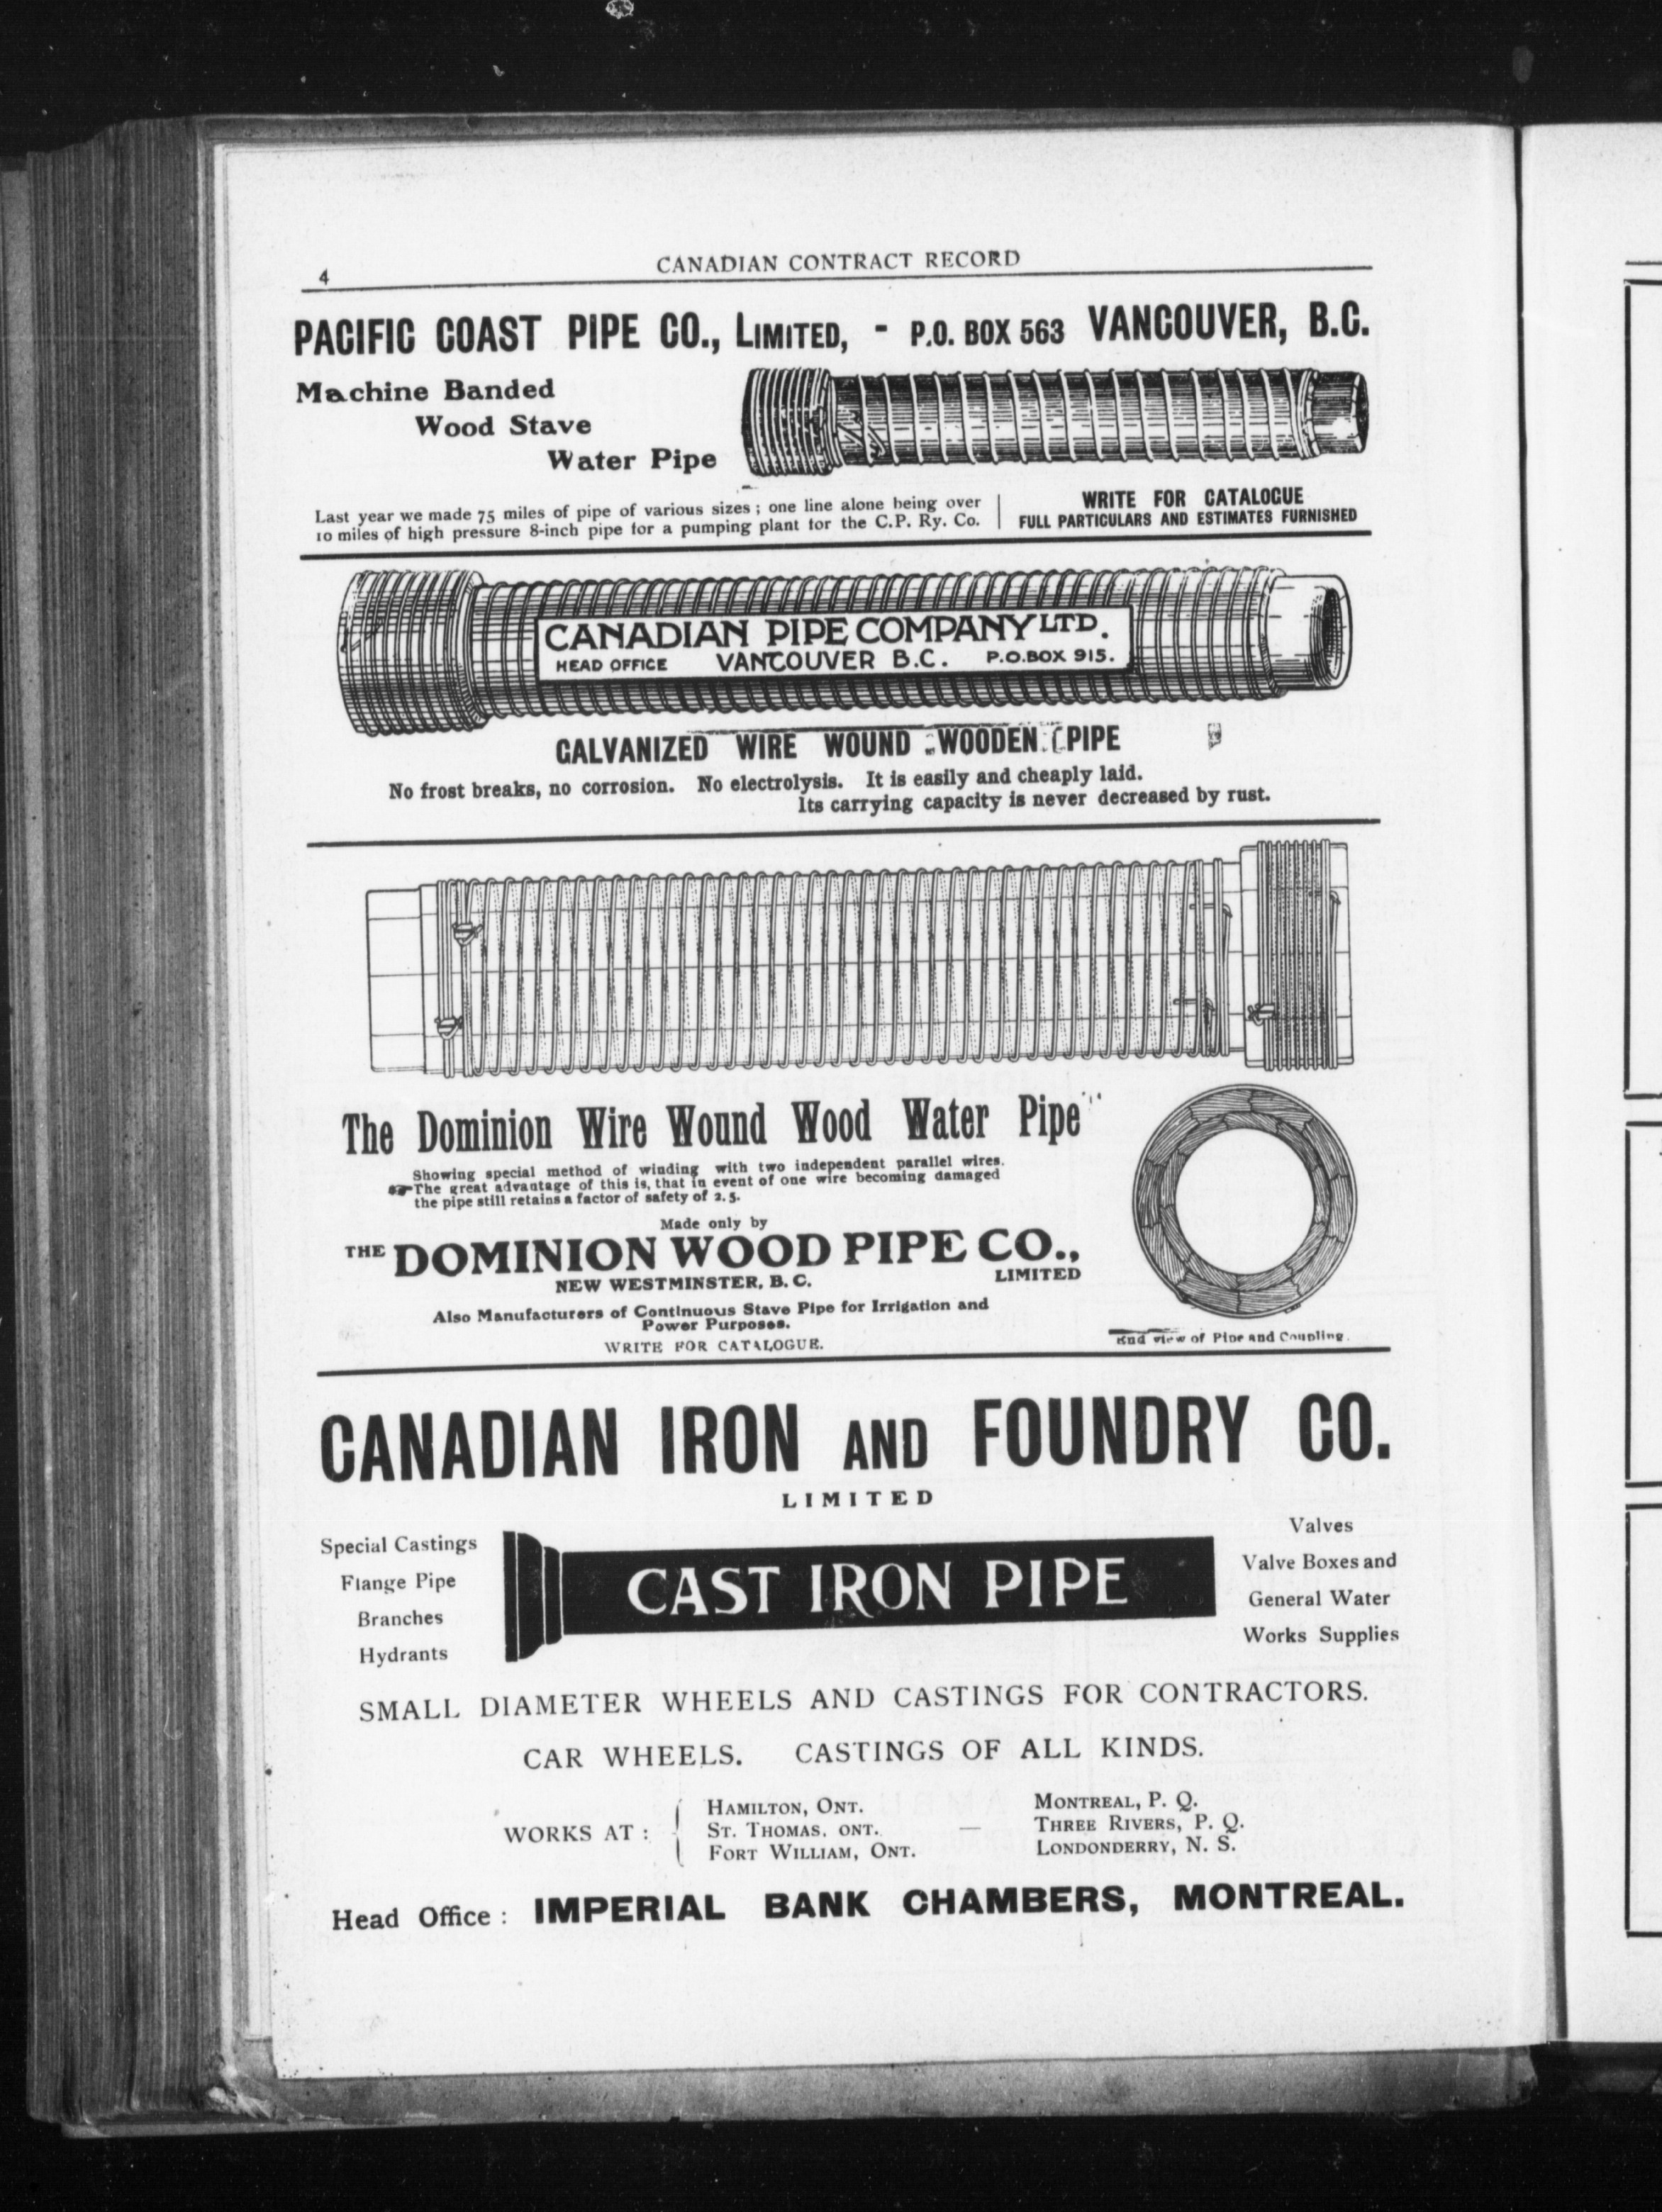 4
CANADIAN CONTRACT RECORD
PACIFIC COAST PIPE CO., LIMITED, - P.O. BOX 563 VANCOUVER, B.C.
Machine Banded
Wood Stave
Water Pipe
Last year we made 75 miles of pipe of various sizes; one line alone being over
10 miles of high pressure 8-inch pipe for a pumping plant for the C.P. Ry. Co.
WRITE FOR CATALOGUE
FULL PARTICULARS AND ESTIMATES FURNISHED
CANADIAN PIPE COMPANY LTD.
HEAD OFFICE VANCOUVER B.C. P.O.BOX 915.
GALVANIZED WIRE WOUND WOODEN PIPE
No frost breaks, no corrosion. No electrolysis. It is easily and cheaply laid.
Its carrying capacity is never decreased by rust.
The Dominion Wire Wound Wood Water Pipe
Showing special method of winding with two independent parallel wires.
☛The great advantage of this is, that in event of one wire becoming damaged
the pipe still retains a factor of safety of 2.5.
Made only by
THE DOMINION WOOD PIPE CO.,
LIMITED
NEW WESTMINSTER, B. C.
Also Manufacturers of Continuous Stave Pipe for Irrigation and
Power Purposes.
WRITE FOR CATALOGUE.
End view of Pipe and Coupling.
CANADIAN IRON AND FOUNDRY CO.
LIMITED
Special Castings
Flange Pipe
Branches
Hydrants
CAST IRON PIPE
Valves
Valve Boxes and
General Water
Works Supplies
SMALL DIAMETER WHEELS AND CASTINGS FOR CONTRACTORS.
CAR WHEELS. CASTINGS OF ALL KINDS.
WORKS AT :
HAMILTON, ONT.
ST. THOMAS, ONT.
FORT WILLIAM, ONT.
—
MONTREAL, P. Q.
THREE RIVERS, P. Q.
LONDONDERRY, N. S.
Head Office : IMPERIAL BANK CHAMBERS, MONTREAL.